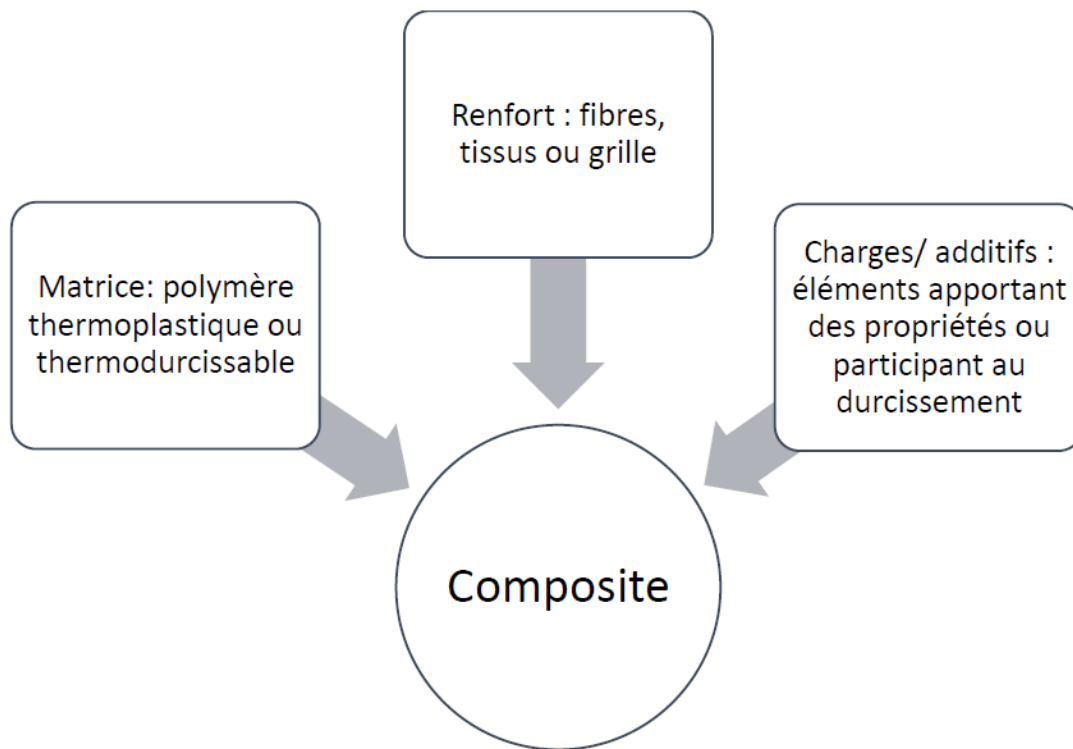 Renfort : fibres,
tissus ou grille
Matrice: polymère
thermoplastique ou
thermodurcissable
Charges/ additifs :
éléments apportant
des propriétés ou
participant au
durcissement
Composite